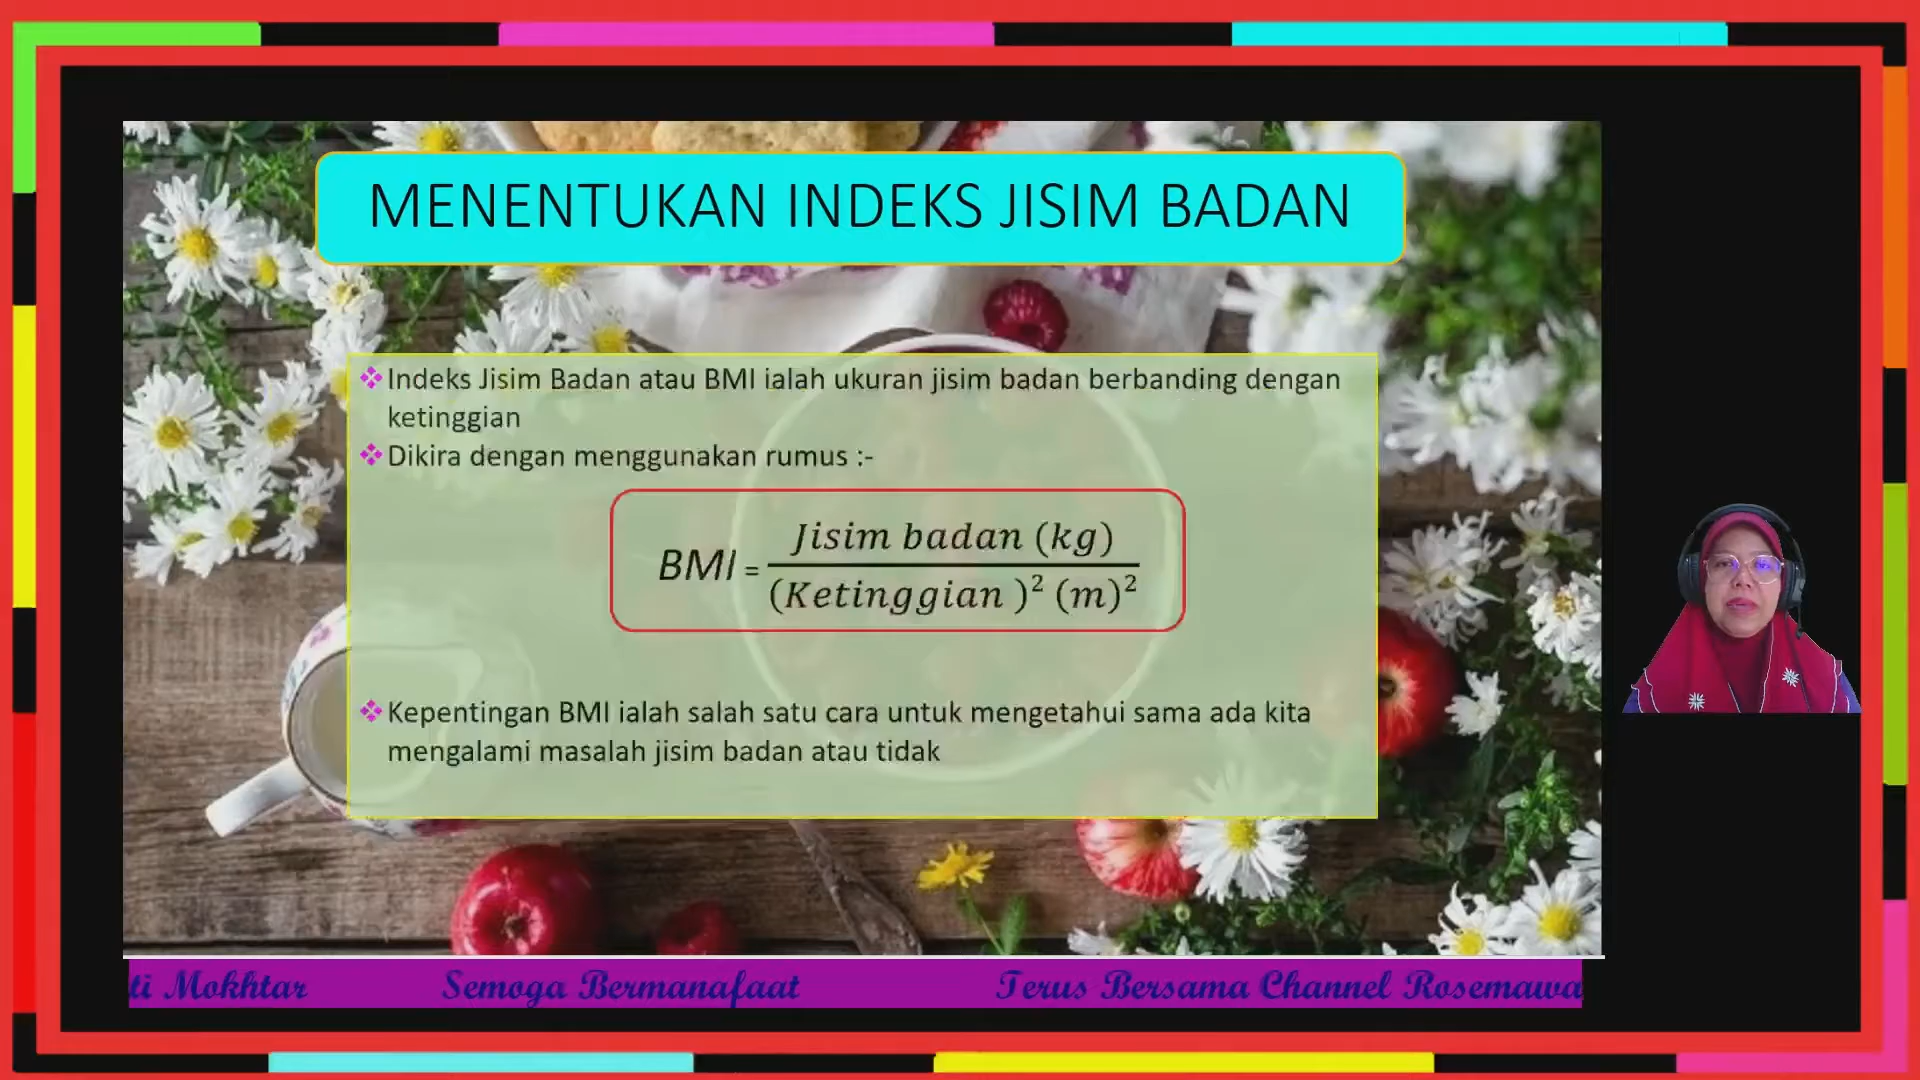 MENENTUKAN INDEKS JISIM BADAN
❖ Indeks Jisim Badan atau BMI ialah ukuran jisim badan berbanding dengan
ketinggian
❖ Dikira dengan menggunakan rumus :-
BMI = Jisim badan (kg) / (Ketinggian )² (m)²
❖ Kepentingan BMI ialah salah satu cara untuk mengetahui sama ada kita
mengalami masalah jisim badan atau tidak
ti Mokhtar Semoga Bermanafaat Terus Bersama Channel Rosemawa